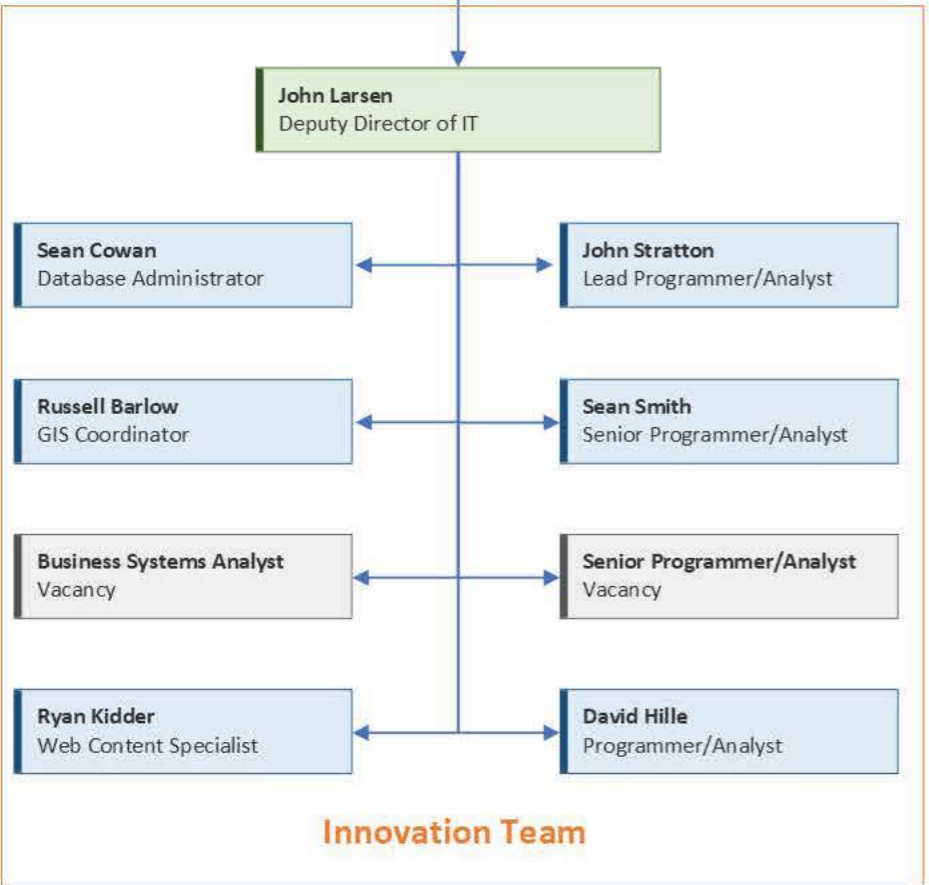 John Larsen
Deputy Director of IT
Sean Cowan
Database Administrator
John Stratton
Lead Programmer/Analyst
Russell Barlow
GIS Coordinator
Sean Smith
Senior Programmer/Analyst
Business Systems Analyst
Vacancy
Senior Programmer/Analyst
Vacancy
Ryan Kidder
Web Content Specialist
David Hille
Programmer/Analyst
Innovation Team